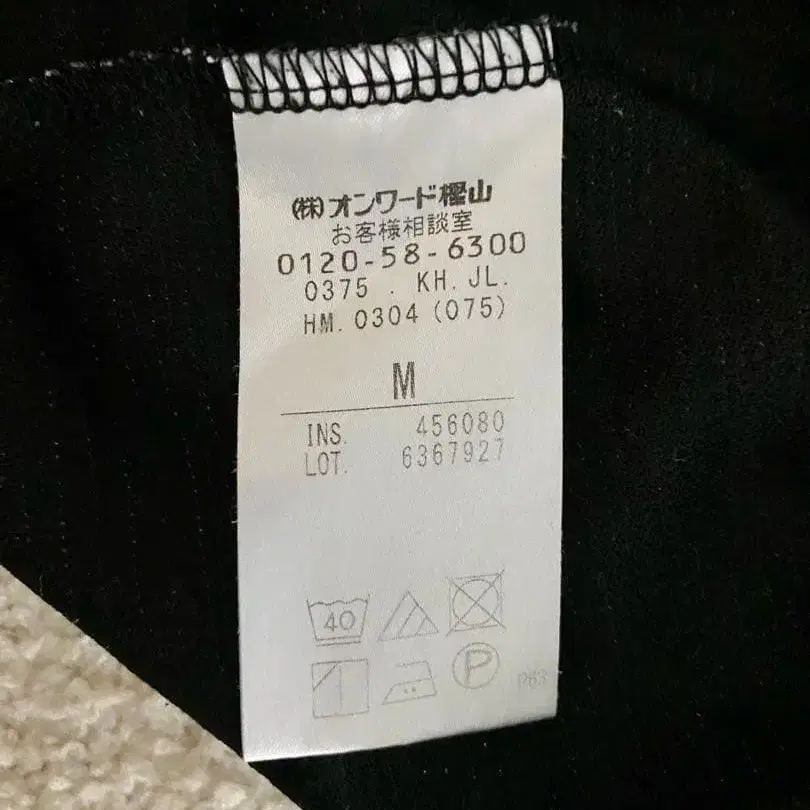 ㈱オンワード樫山
お客様相談室
0120-58-6300
0375 . KH. JL.
HM. 0304 (075)
M
INS. 456080
LOT. 6367927
40
P
P63